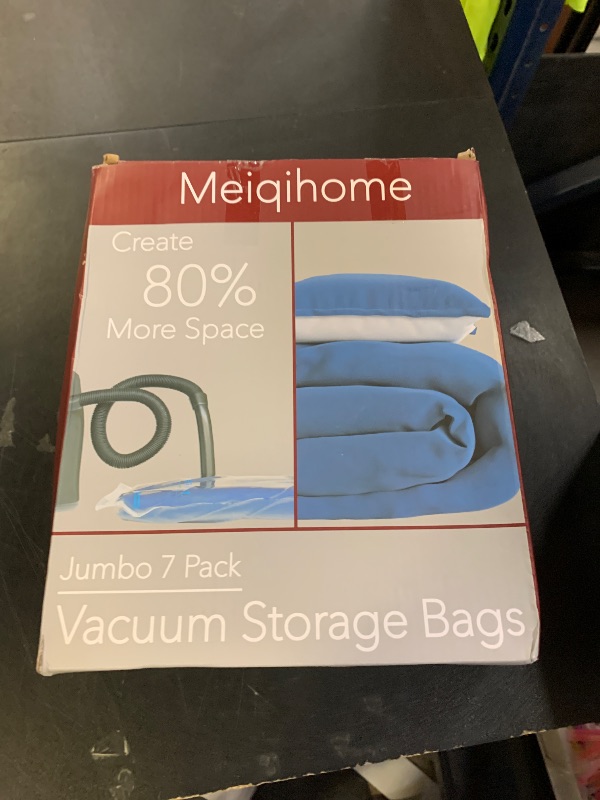 Meiqihome
Create
80%
More Space
Jumbo 7 Pack
Vacuum Storage Bags